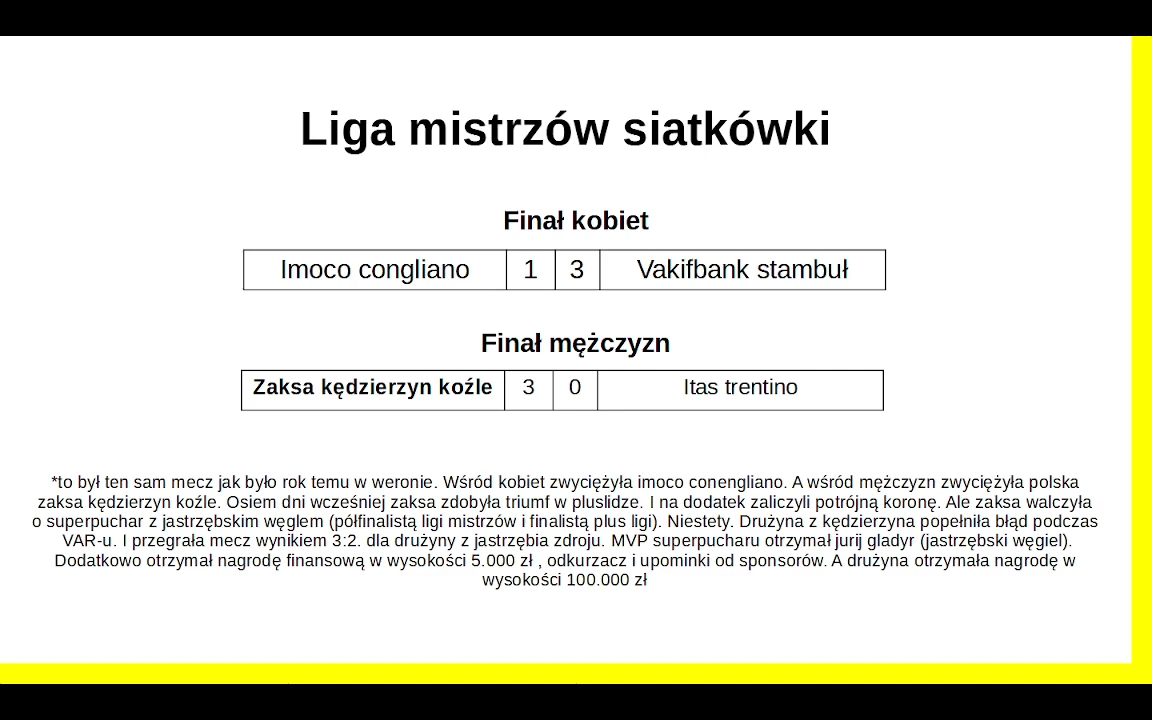 Liga mistrzów siatkówki
Finał kobiet
Imoco congliano 1 3 Vakifbank stambuł
Finał mężczyzn
Zaksa kędzierzyn koźle 3 0 Itas trentino
*to był ten sam mecz jak było rok temu w weronie. Wśród kobiet zwyciężyła imoco conengliano. A wśród mężczyzn zwyciężyła polska
zaksa kędzierzyn koźle. Osiem dni wcześniej zaksa zdobyła triumf w pluslidze. I na dodatek zaliczyli potrójną koronę. Ale zaksa walczyła
o superpuchar z jastrzębskim węglem (półfinalistą ligi mistrzów i finalistą plus ligi). Niestety. Drużyna z kędzierzyna popełniła błąd podczas
VAR-u. I przegrała mecz wynikiem 3:2. dla drużyny z jastrzębia zdroju. MVP superpucharu otrzymał jurij gladyr (jastrzębski węgiel).
Dodatkowo otrzymał nagrodę finansową w wysokości 5.000 zł , odkurzacz i upominki od sponsorów. A drużyna otrzymała nagrodę w
wysokości 100.000 zł